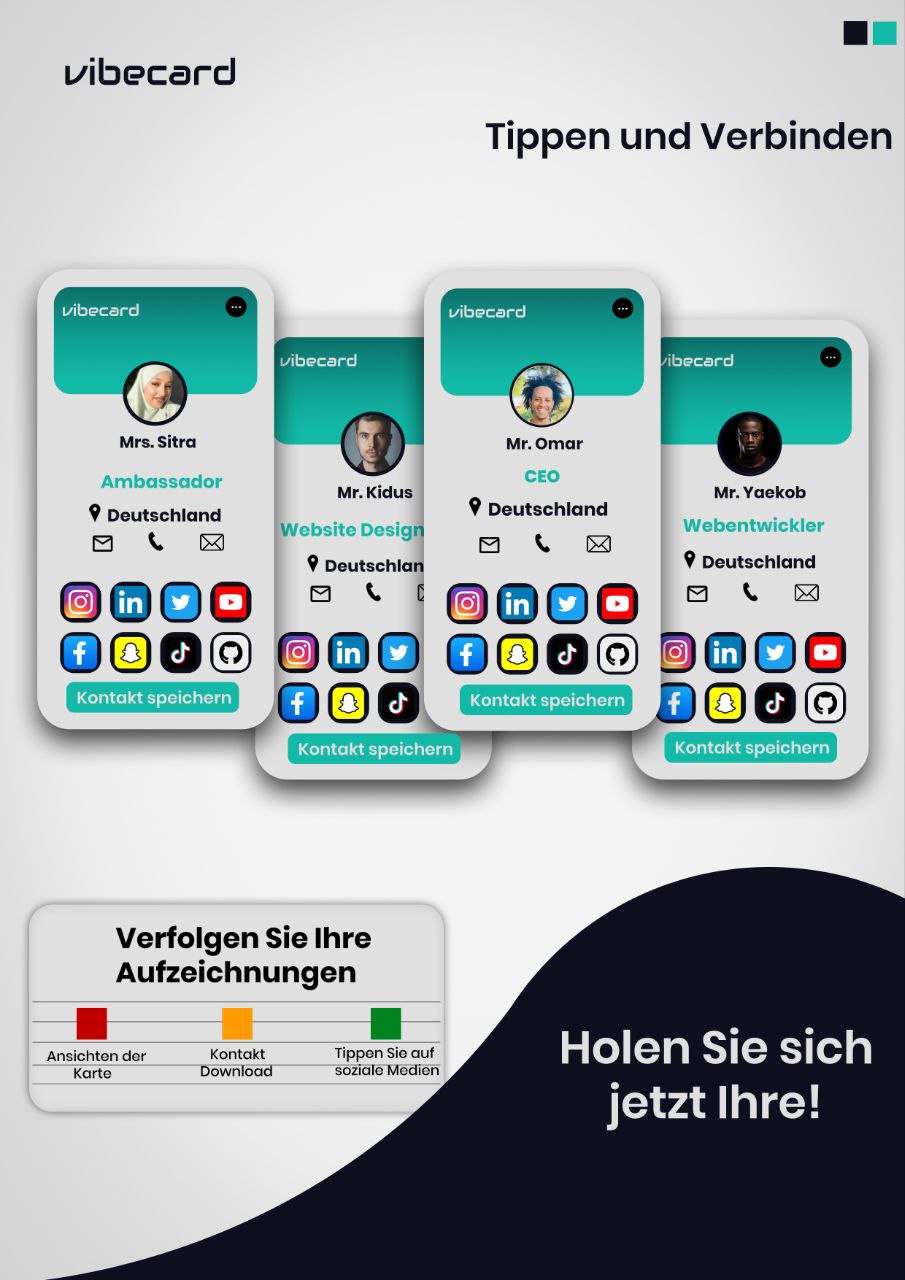 vibecard
Tippen und Verbinden
vibecard
Mrs. Sitra
Ambassador
Deutschland
Kontakt speichern
vibecard
Mr. Kidus
Website Design
Deutschlan
Kontakt speichern
vibecard
Mr. Omar
CEO
Deutschland
Kontakt speichern
vibecard
Mr. Yaekob
Webentwickler
Deutschland
Kontakt speichern
Verfolgen Sie Ihre
Aufzeichnungen
Ansichten der
Karte
Kontakt
Download
Tippen Sie auf
soziale Medien
Holen Sie sich
jetzt Ihre!